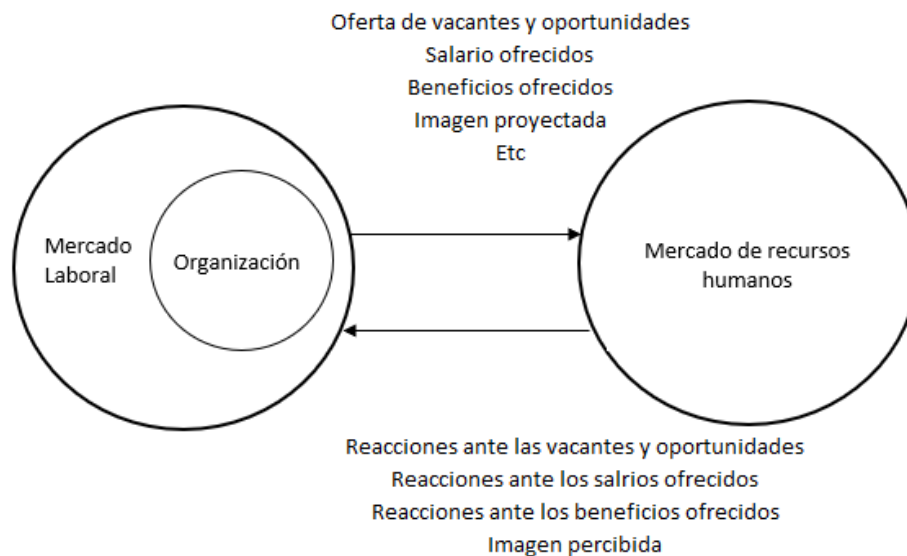 Oferta de vacantes y oportunidades
Salario ofrecidos
Beneficios ofrecidos
Imagen proyectada
Etc
Mercado
Laboral
Organización
Mercado de recursos
humanos
Reacciones ante las vacantes y oportunidades
Reacciones ante los salrios ofrecidos
Reacciones ante los beneficios ofrecidos
Imagen percibida